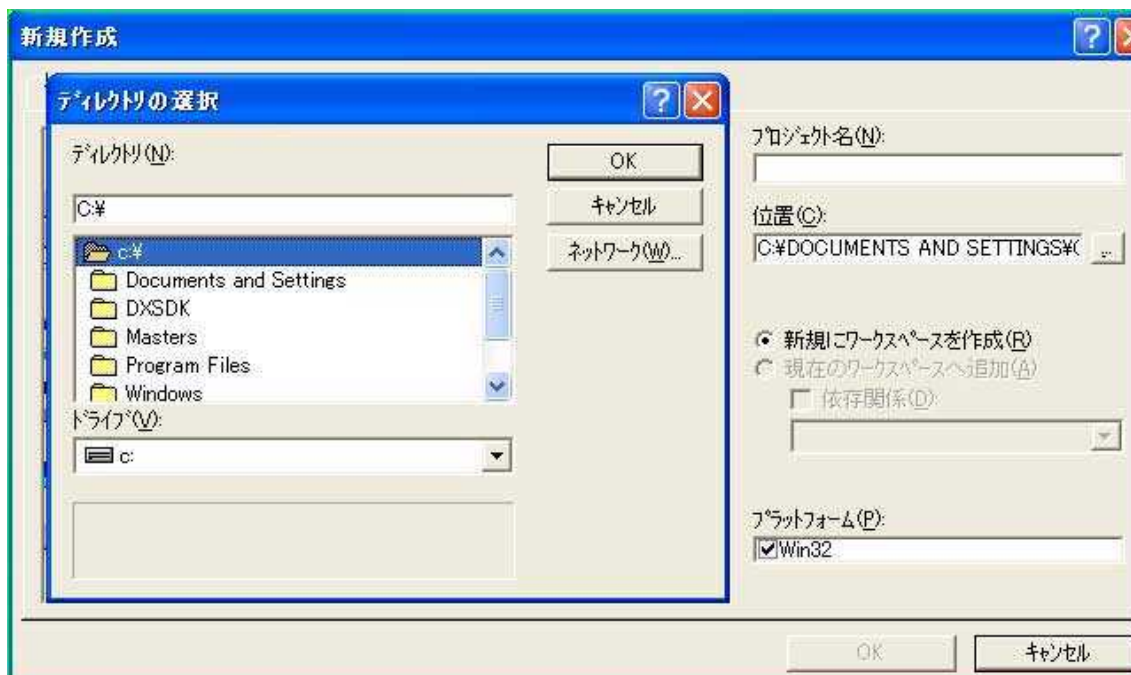 新規作成
ディレクトリの選択
ディレクトリ(N):
C:¥
c:¥
Documents and Settings
DXSDK
Masters
Program Files
Windows
ドライブ(V):
c:
OK
キャンセル
ネットワーク(W)...
プロジェクト名(N):
位置(C):
C:¥DOCUMENTS AND SETTINGS¥
...
新規にワークスペースを作成(R)
現在のワークスペースへ追加(A)
依存関係(D):
プラットフォーム(P):
Win32
OK
キャンセル